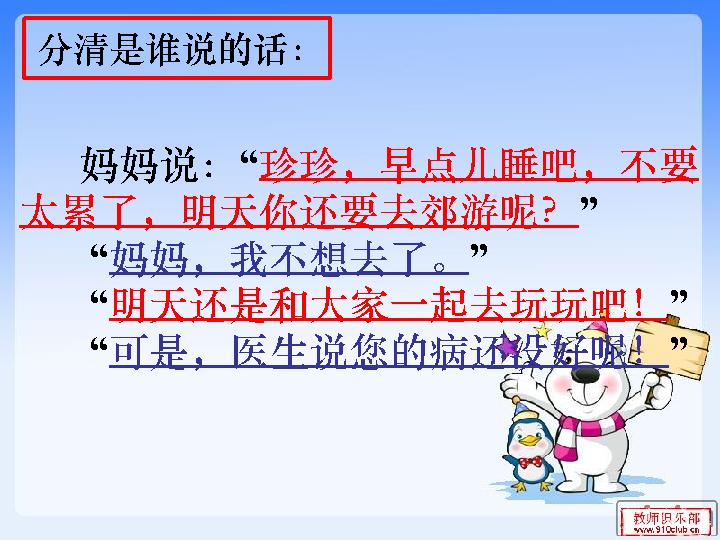 分清是谁说的话：
妈妈说：“珍珍，早点儿睡吧，不要
太累了，明天你还要去郊游呢？”
“妈妈，我不想去了。”
“明天还是和大家一起去玩玩吧！”
“可是，医生说您的病还没好呢！”
教师俱乐部
www.910club.cn